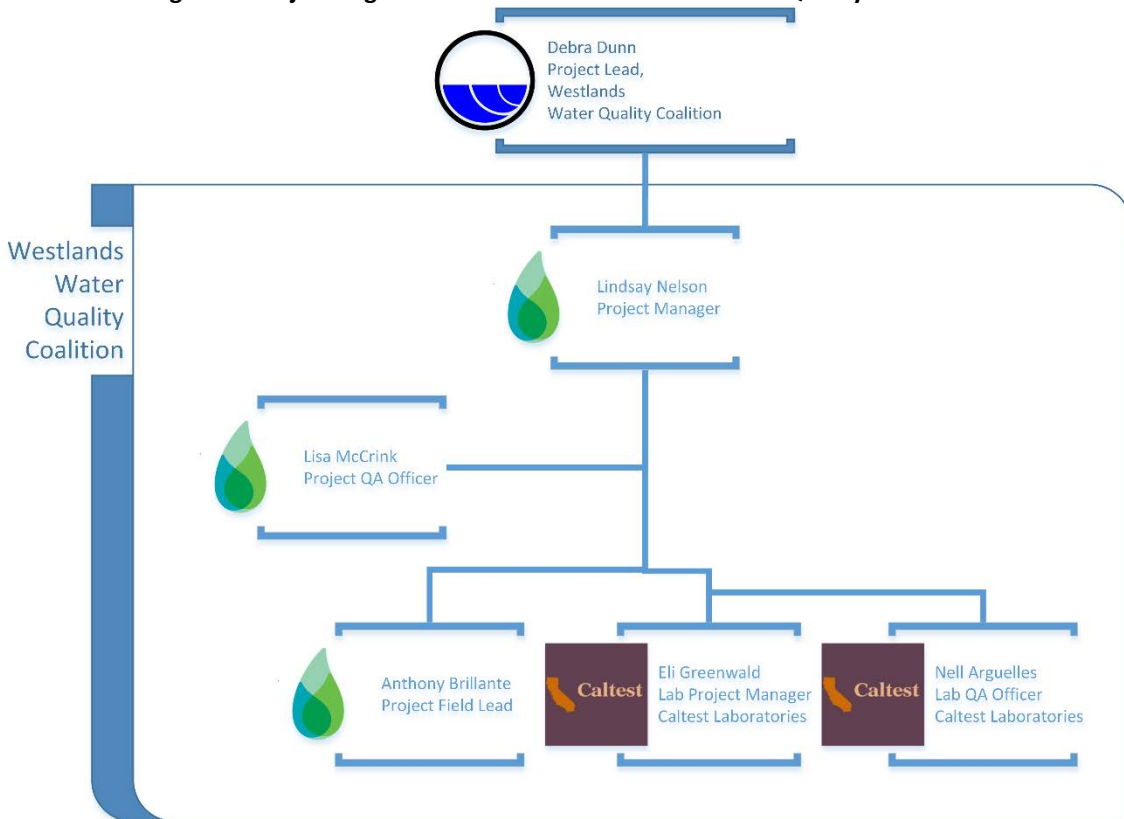 Debra Dunn
Project Lead,
Westlands
Water Quality Coalition
Westlands
Water
Quality
Coalition
Lindsay Nelson
Project Manager
Lisa McCrink
Project QA Officer
Anthony Brillante
Project Field Lead
Caltest
Eli Greenwald
Lab Project Manager
Caltest Laboratories
Caltest
Nell Arguelles
Lab QA Officer
Caltest Laboratories